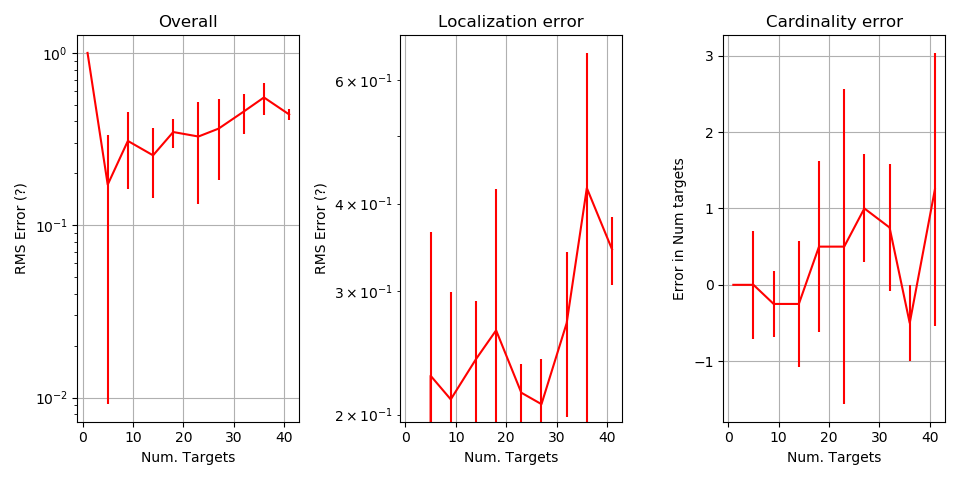 Overall
Localization error
Cardinality error
RMS Error (?)
10⁰
10⁻¹
10⁻²
0 10 20 30 40
Num. Targets
RMS Error (?)
6 × 10⁻¹
4 × 10⁻¹
3 × 10⁻¹
2 × 10⁻¹
0 10 20 30 40
Num. Targets
Error in Num targets
3
2
1
0
−1
0 10 20 30 40
Num. Targets